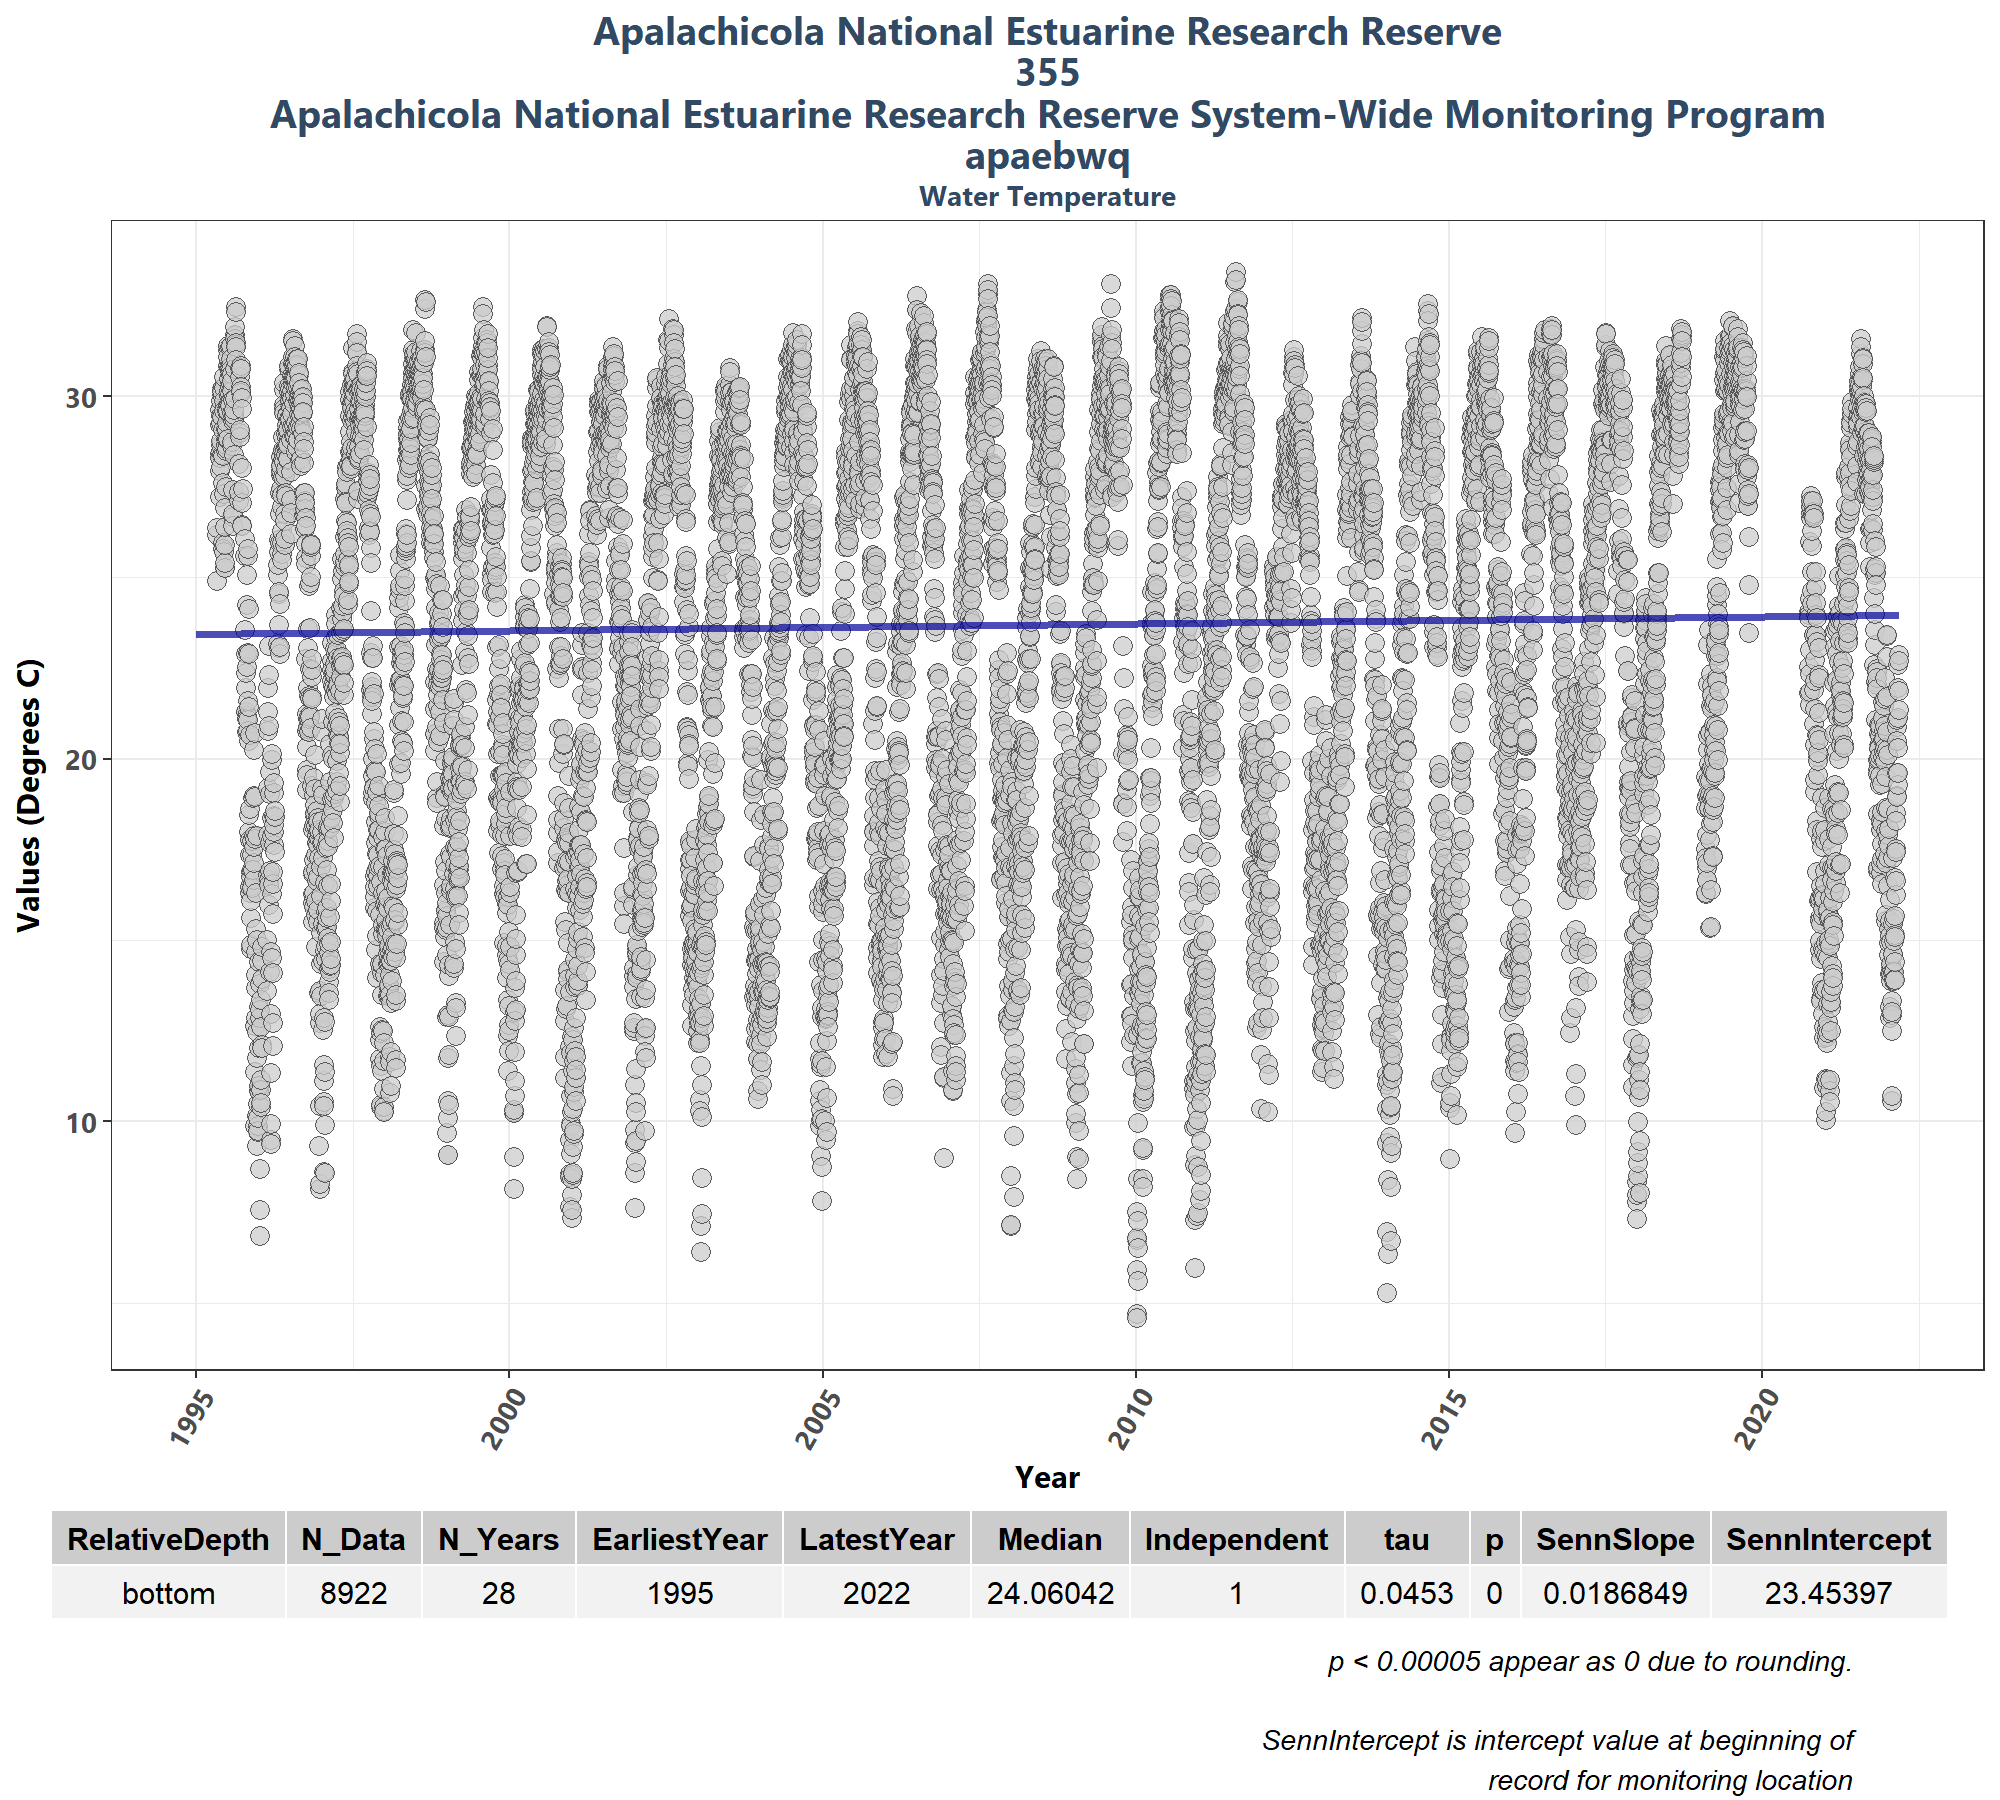 Apalachicola National Estuarine Research Reserve
355
Apalachicola National Estuarine Research Reserve System-Wide Monitoring Program
apaebwq
Water Temperature
Values (Degrees C)
30
20
10
1995 2000 2005 2010 2015 2020
Year
RelativeDepth N_Data N_Years EarliestYear LatestYear Median Independent tau p SennSlope SennIntercept
bottom 8922 28 1995 2022 24.06042 1 0.0453 0 0.0186849 23.45397
p < 0.00005 appear as 0 due to rounding.
SennIntercept is intercept value at beginning of
record for monitoring location